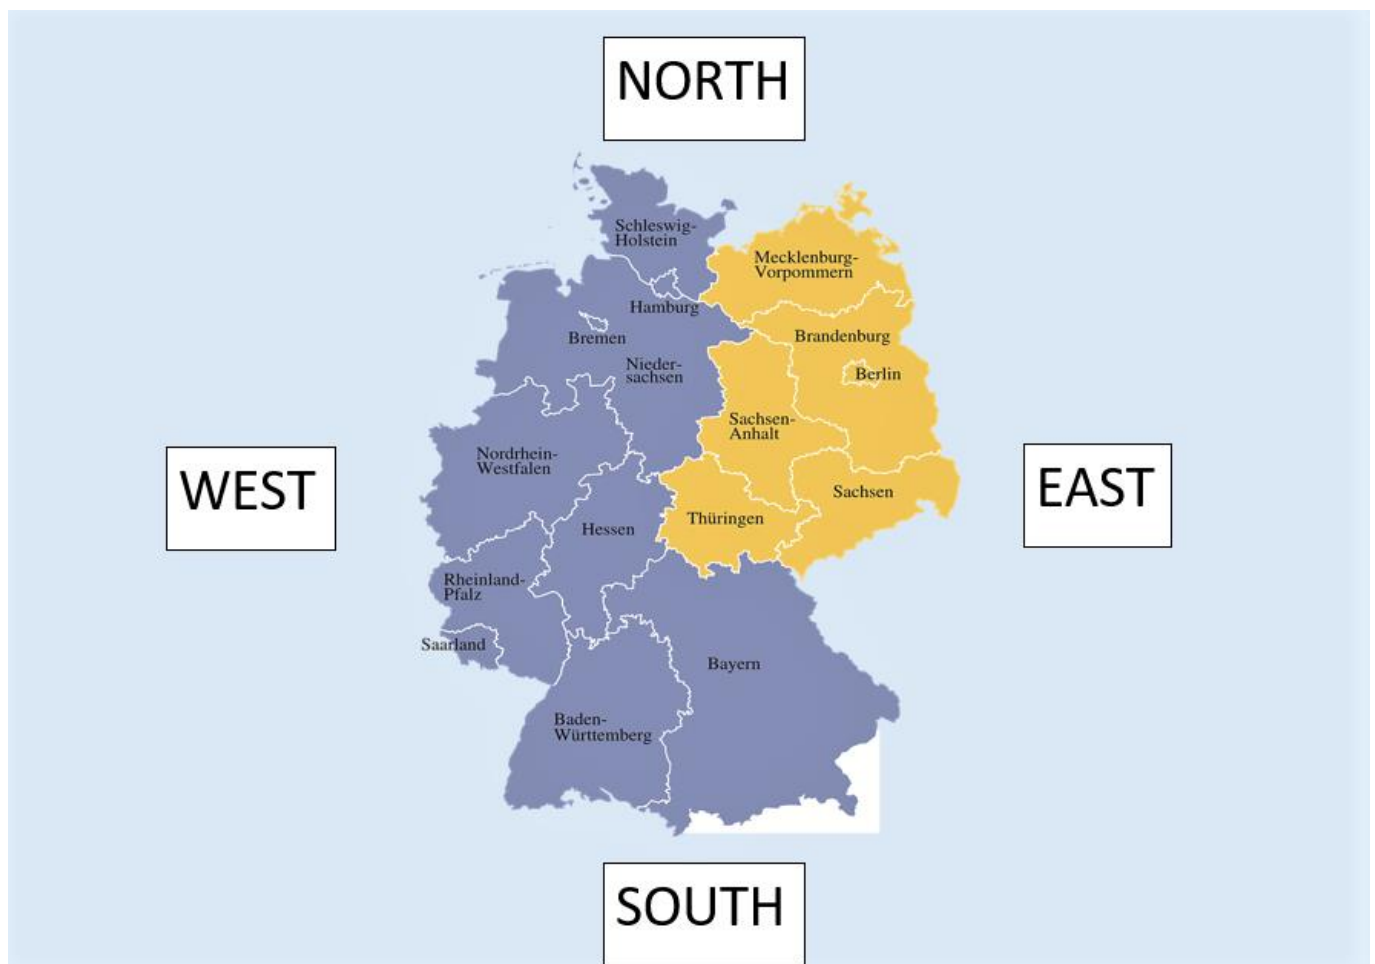 NORTH
Schleswig-
Holstein
Mecklenburg-
Vorpommern
Hamburg
Bremen
Brandenburg
Nieder-
sachsen
Berlin
Sachsen-
Anhalt
Nordrhein-
Westfalen
WEST
EAST
Sachsen
Thüringen
Hessen
Rheinland-
Pfalz
Saarland
Bayern
Baden-
Württemberg
SOUTH